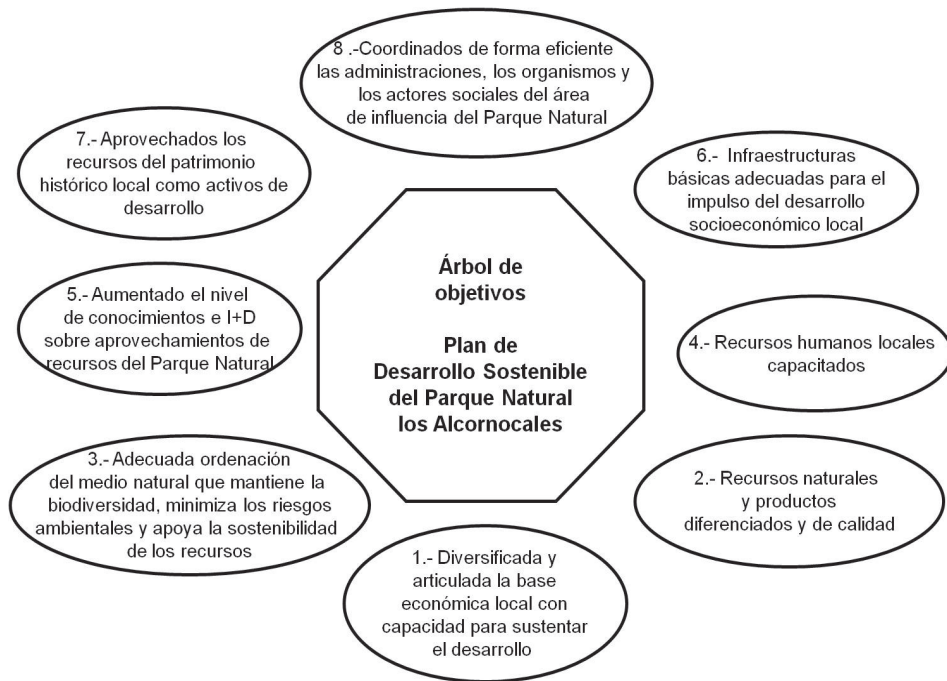 8 .-Coordinados de forma eficiente
las administraciones, los organismos y
los actores sociales del área
de influencia del Parque Natural
7.- Aprovechados los
recursos del patrimonio
histórico local como activos de
desarrollo
6.- Infraestructuras
básicas adecuadas para el
impulso del desarrollo
socioeconómico local
Árbol de
objetivos
Plan de
Desarrollo Sostenible
del Parque Natural
los Alcornocales
5.- Aumentado el nivel
de conocimientos e I+D
sobre aprovechamientos de
recursos del Parque Natural
4.- Recursos humanos locales
capacitados
3.- Adecuada ordenación
del medio natural que mantiene la
biodiversidad, minimiza los riesgos
ambientales y apoya la sostenibilidad
de los recursos
2.- Recursos naturales
y productos
diferenciados y de calidad
1.- Diversificada y
articulada la base
económica local con
capacidad para sustentar
el desarrollo